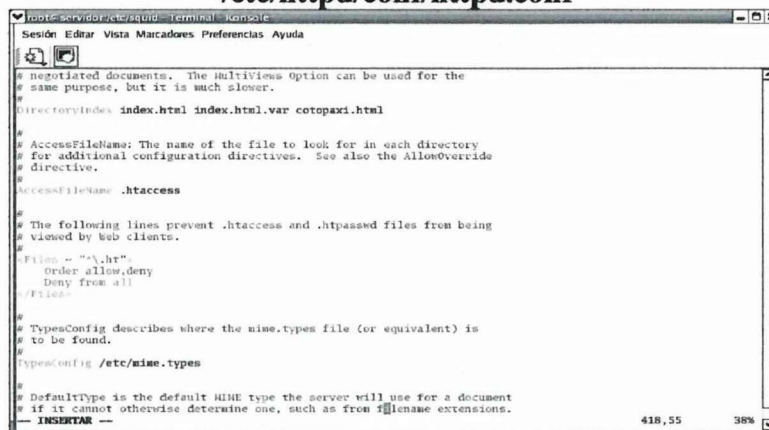 /etc/httpd/conf/httpd.conf
root@servidor:/etc/squid - Terminal - Konsole
Sesión Editar Vista Marcadores Preferencias Ayuda
# negotiated documents. The MultiViews Option can be used for the
# same purpose, but it is much slower.
#
DirectoryIndex index.html index.html.var cotopaxi.html
#
# AccessFileName: The name of the file to look for in each directory
# for additional configuration directives. See also the AllowOverride
# directive.
#
AccessFileName .htaccess
#
# The following lines prevent .htaccess and .htpasswd files from being
# viewed by Web clients.
#
<Files ~ "^\.ht">
Order allow,deny
Deny from all
</Files>
#
# TypesConfig describes where the mime.types file (or equivalent) is
# to be found.
#
TypesConfig /etc/mime.types
#
# DefaultType is the default MIME type the server will use for a document
# if it cannot otherwise determine one, such as from filename extensions.
-- INSERTAR -- 418,55 38%